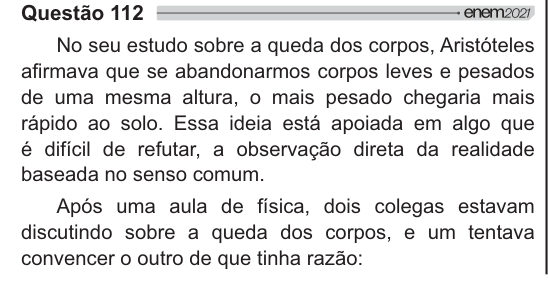 Questão 112 enem2021
No seu estudo sobre a queda dos corpos, Aristóteles
afirmava que se abandonarmos corpos leves e pesados
de uma mesma altura, o mais pesado chegaria mais
rápido ao solo. Essa ideia está apoiada em algo que
é difícil de refutar, a observação direta da realidade
baseada no senso comum.
Após uma aula de física, dois colegas estavam
discutindo sobre a queda dos corpos, e um tentava
convencer o outro de que tinha razão: